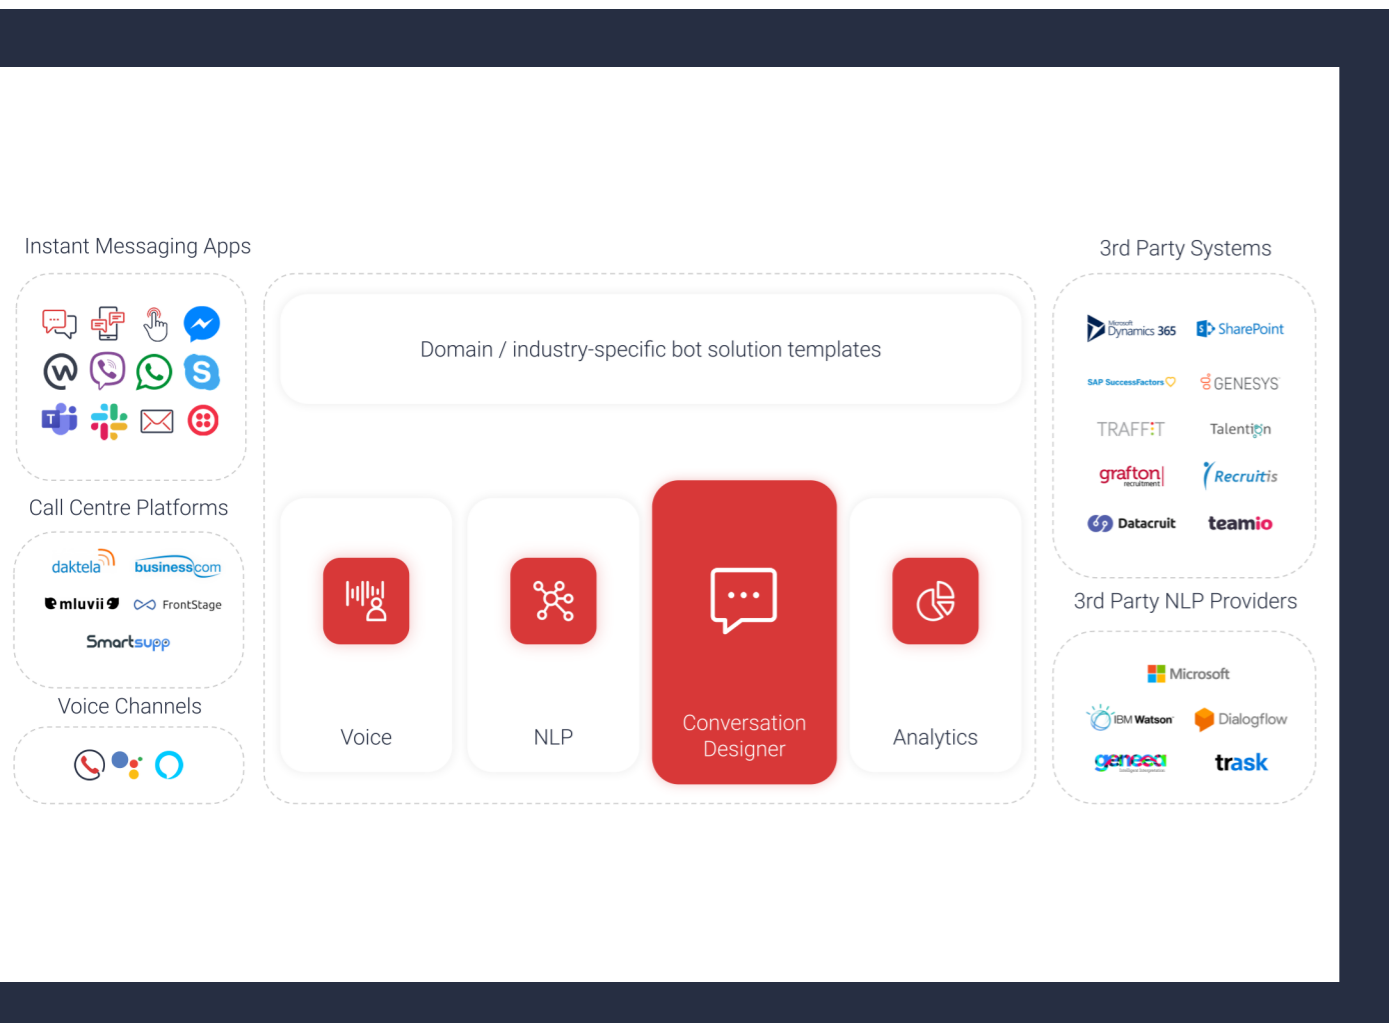 Instant Messaging Apps
Call Centre Platforms
daktela
businesscom
mluvii
FrontStage
Smartsupp
Voice Channels
Domain / industry-specific bot solution templates
Voice
NLP
Conversation
Designer
Analytics
3rd Party Systems
Microsoft
Dynamics 365
SharePoint
SAP SuccessFactors
GENESYS
TRAFFIT
Talention
grafton
recruitment
Recruitis
Datacruit
teamio
3rd Party NLP Providers
Microsoft
IBM Watson
Dialogflow
geneea
trask